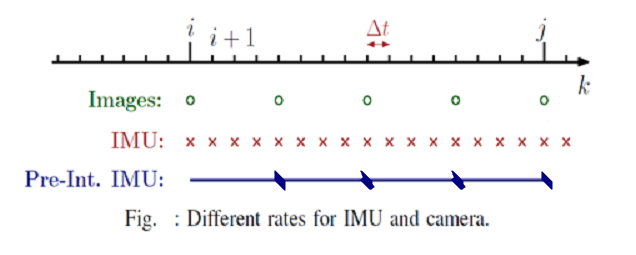 i i + 1 Δt j
k
Images:
IMU:
Pre-Int. IMU:
Fig. : Different rates for IMU and camera.